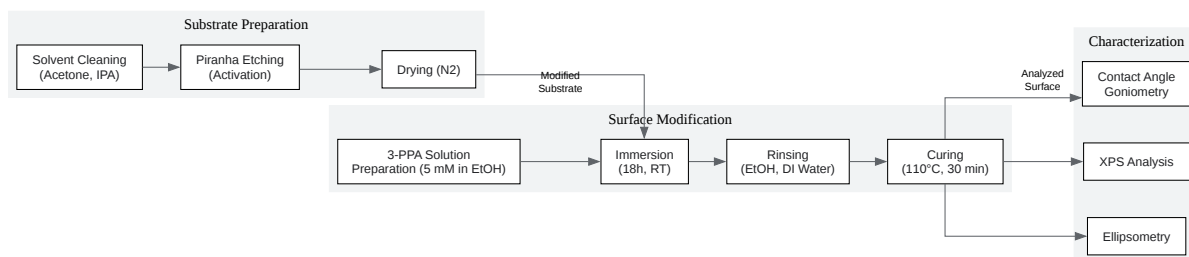 Substrate Preparation
Solvent Cleaning
(Acetone, IPA)
Piranha Etching
(Activation)
Drying (N2)
Modified
Substrate
Surface Modification
3-PPA Solution
Preparation (5 mM in EtOH)
Immersion
(18h, RT)
Rinsing
(EtOH, DI Water)
Curing
(110°C, 30 min)
Analyzed
Surface
Characterization
Contact Angle
Goniometry
XPS Analysis
Ellipsometry